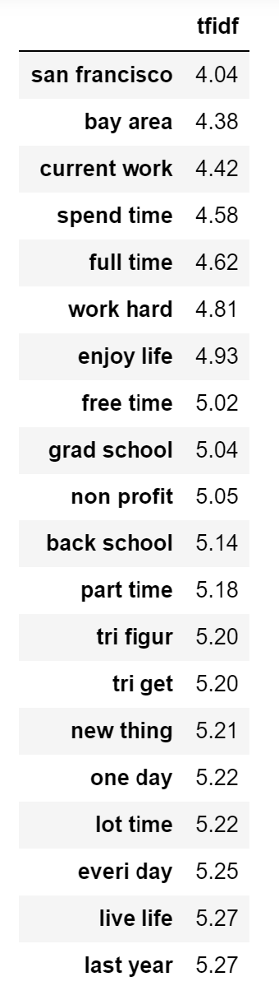 tfidf
san francisco 4.04
bay area 4.38
current work 4.42
spend time 4.58
full time 4.62
work hard 4.81
enjoy life 4.93
free time 5.02
grad school 5.04
non profit 5.05
back school 5.14
part time 5.18
tri figur 5.20
tri get 5.20
new thing 5.21
one day 5.22
lot time 5.22
everi day 5.25
live life 5.27
last year 5.27